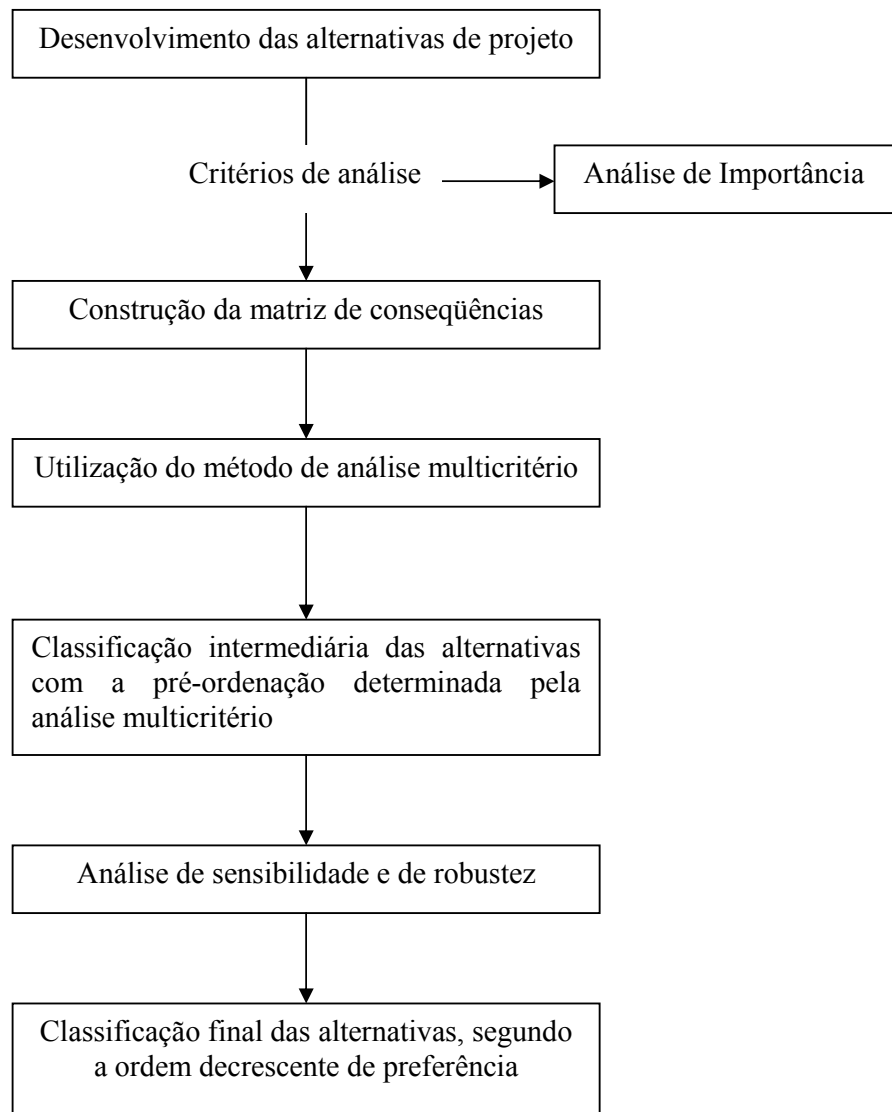 Desenvolvimento das alternativas de projeto
Critérios de análise
Análise de Importância
Construção da matriz de conseqüências
Utilização do método de análise multicritério
Classificação intermediária das alternativas
com a pré-ordenação determinada pela
análise multicritério
Análise de sensibilidade e de robustez
Classificação final das alternativas, segundo
a ordem decrescente de preferência